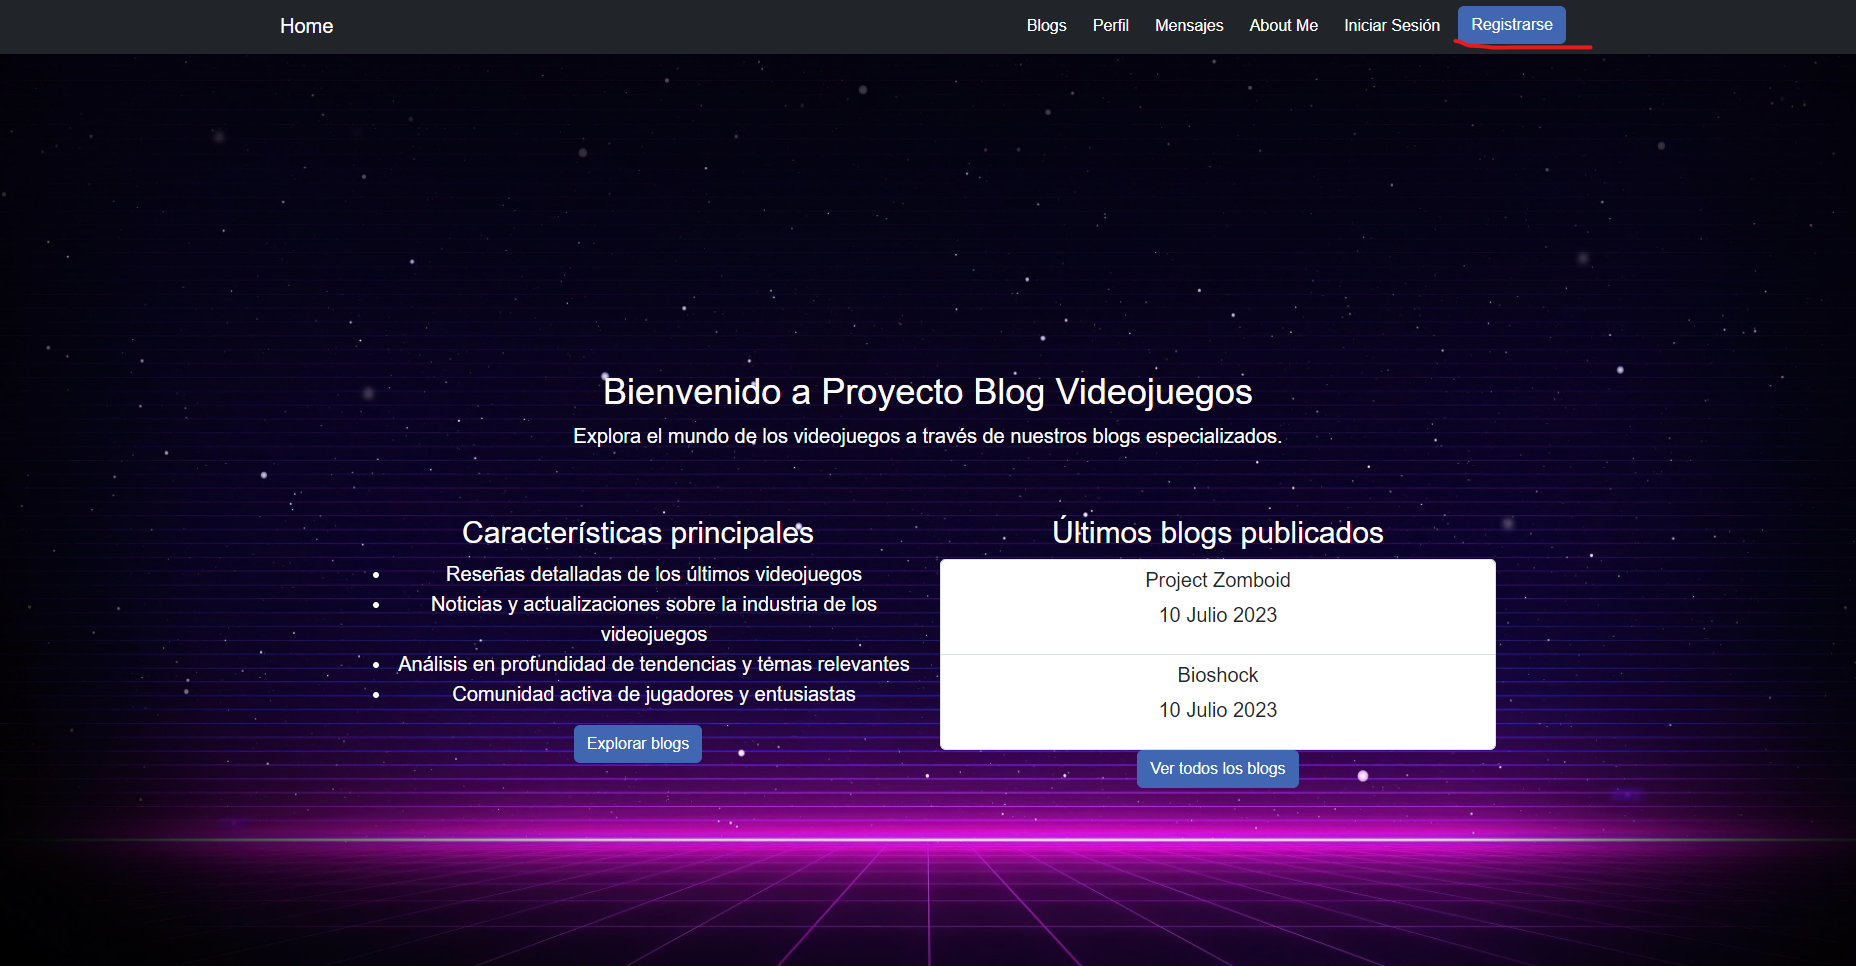 Home
Blogs Perfil Mensajes About Me Iniciar Sesión Registrarse
Bienvenido a Proyecto Blog Videojuegos
Explora el mundo de los videojuegos a través de nuestros blogs especializados.
Características principales
Reseñas detalladas de los últimos videojuegos
Noticias y actualizaciones sobre la industria de los
videojuegos
Análisis en profundidad de tendencias y temas relevantes
Comunidad activa de jugadores y entusiastas
Explorar blogs
Últimos blogs publicados
Project Zomboid
10 Julio 2023
Bioshock
10 Julio 2023
Ver todos los blogs